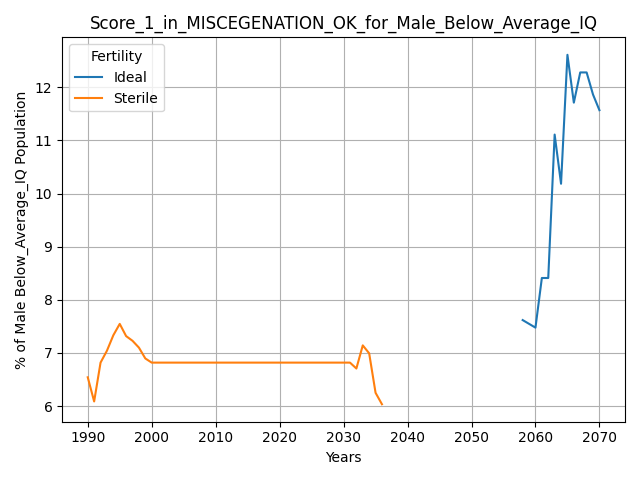 Score_1_in_MISCEGENATION_OK_for_Male_Below_Average_IQ
Fertility
Ideal
Sterile
% of Male Below_Average_IQ Population
12
11
10
9
8
7
6
1990 2000 2010 2020 2030 2040 2050 2060 2070
Years